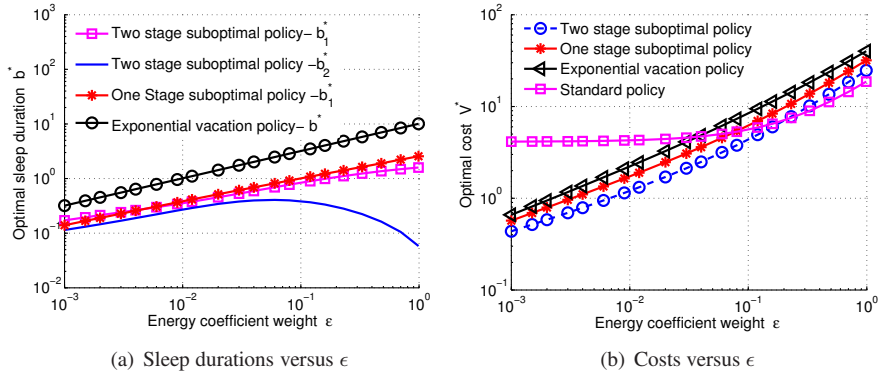 10^3
10^2
10^1
10^0
10^-1
10^-2
Optimal sleep duration b^*
Two stage suboptimal policy– b^*_1
Two stage suboptimal policy –b^*_2
One Stage suboptimal policy –b^*_1
Exponential vacation policy– b^*
10^-3
10^-2
10^-1
10^0
Energy coefficient weight ε
(a) Sleep durations versus ϵ
10^2
10^1
10^0
10^-1
Optimal cost V^*
Two stage suboptimal policy
One stage suboptimal policy
Exponential vacation policy
Standard policy
10^-3
10^-2
10^-1
10^0
Energy coefficient weight ε
(b) Costs versus ϵ